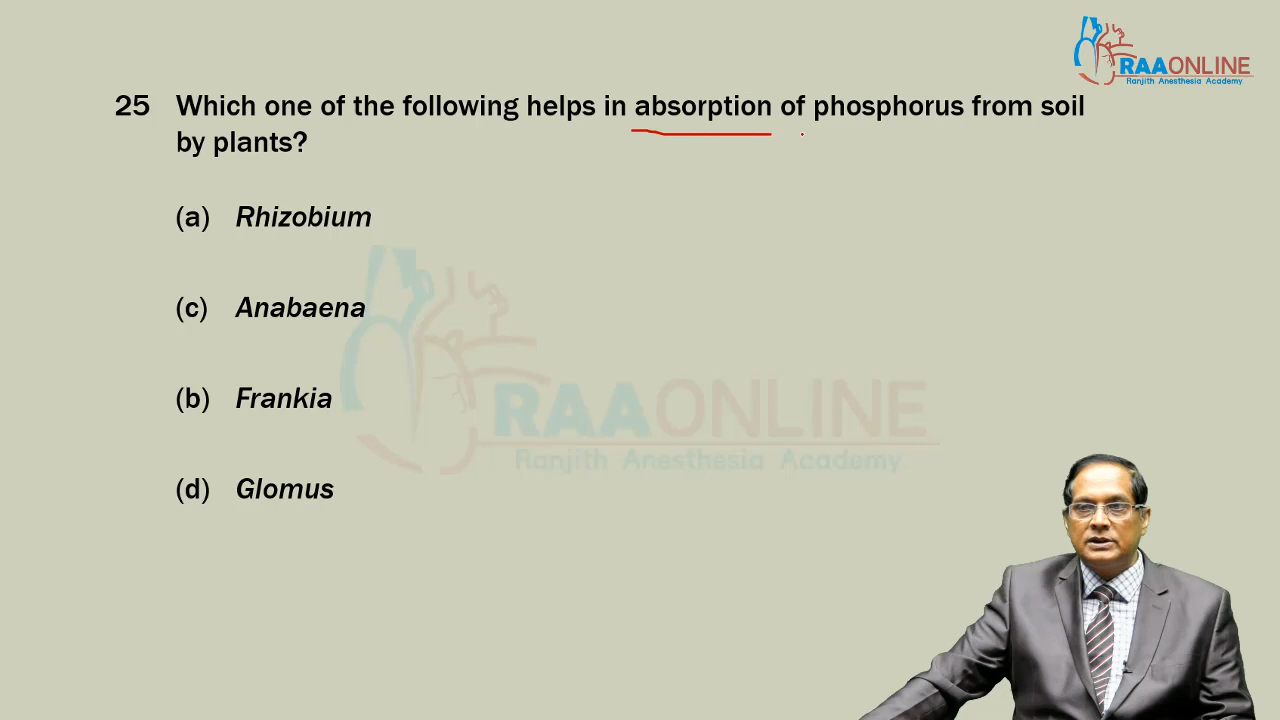 RAAONLINE
Ranjith Anesthesia Academy
25 Which one of the following helps in absorption of phosphorus from soil
by plants?
(a) Rhizobium
(c) Anabaena
(b) Frankia
RAAONLINE
Ranjith Anesthesia Academy
(d) Glomus